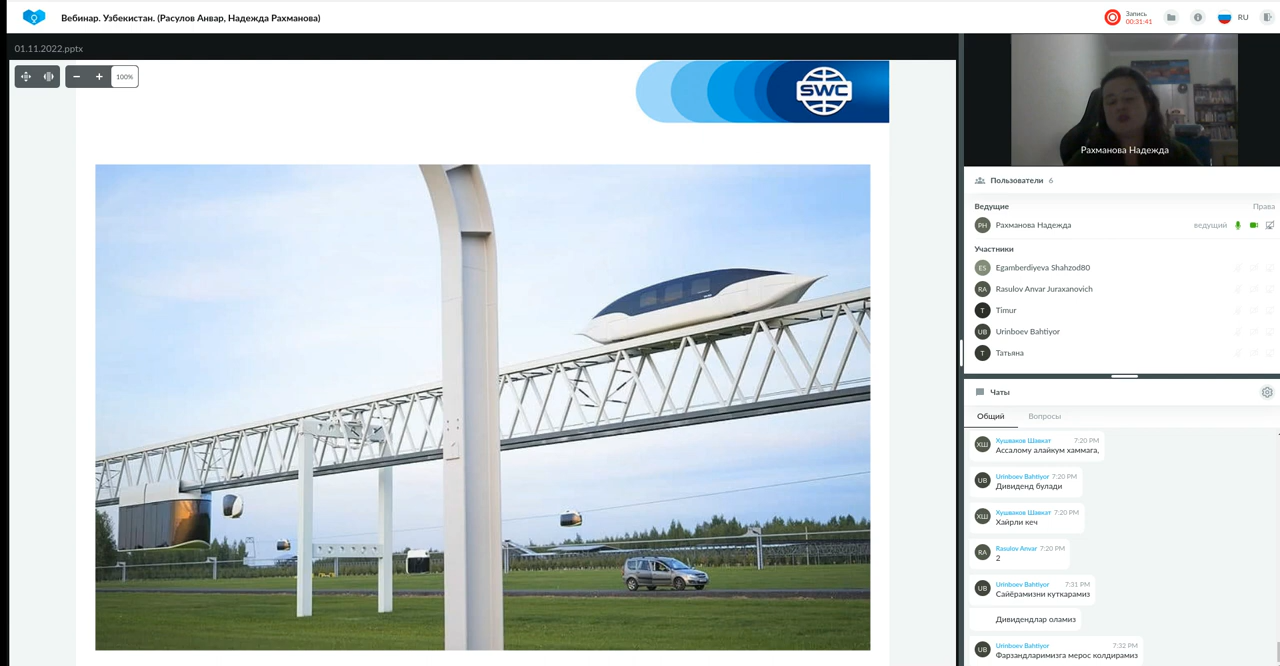 Вебинар. Узбекистан. (Расулов Анвар, Надежда Рахманова)
Запись
00:31:41
RU
01.11.2022.pptx
100%
SWC
Рахманова Надежда
Пользователи 6
Ведущие Права
РН Рахманова Надежда ведущий
Участники
ES Egamberdiyeva Shahzod80
RA Rasulov Anvar Juraxanovich
T Timur
UB Urinboev Bahtiyor
Т Татьяна
Чаты
Общий Вопросы
ХШ Хушваков Шавкат 7:20 PM
Ассалому алайкум хаммага,
UB Urinboev Bahtiyor 7:20 PM
Дивиденд булади
ХШ Хушваков Шавкат 7:20 PM
Хайрли кеч
RA Rasulov Anvar 7:20 PM
2
UB Urinboev Bahtiyor 7:31 PM
Сайёрамизни куткарамиз
Дивидендлар оламиз
UB Urinboev Bahtiyor 7:32 PM
Фарзандларимизга мерос колдирамиз